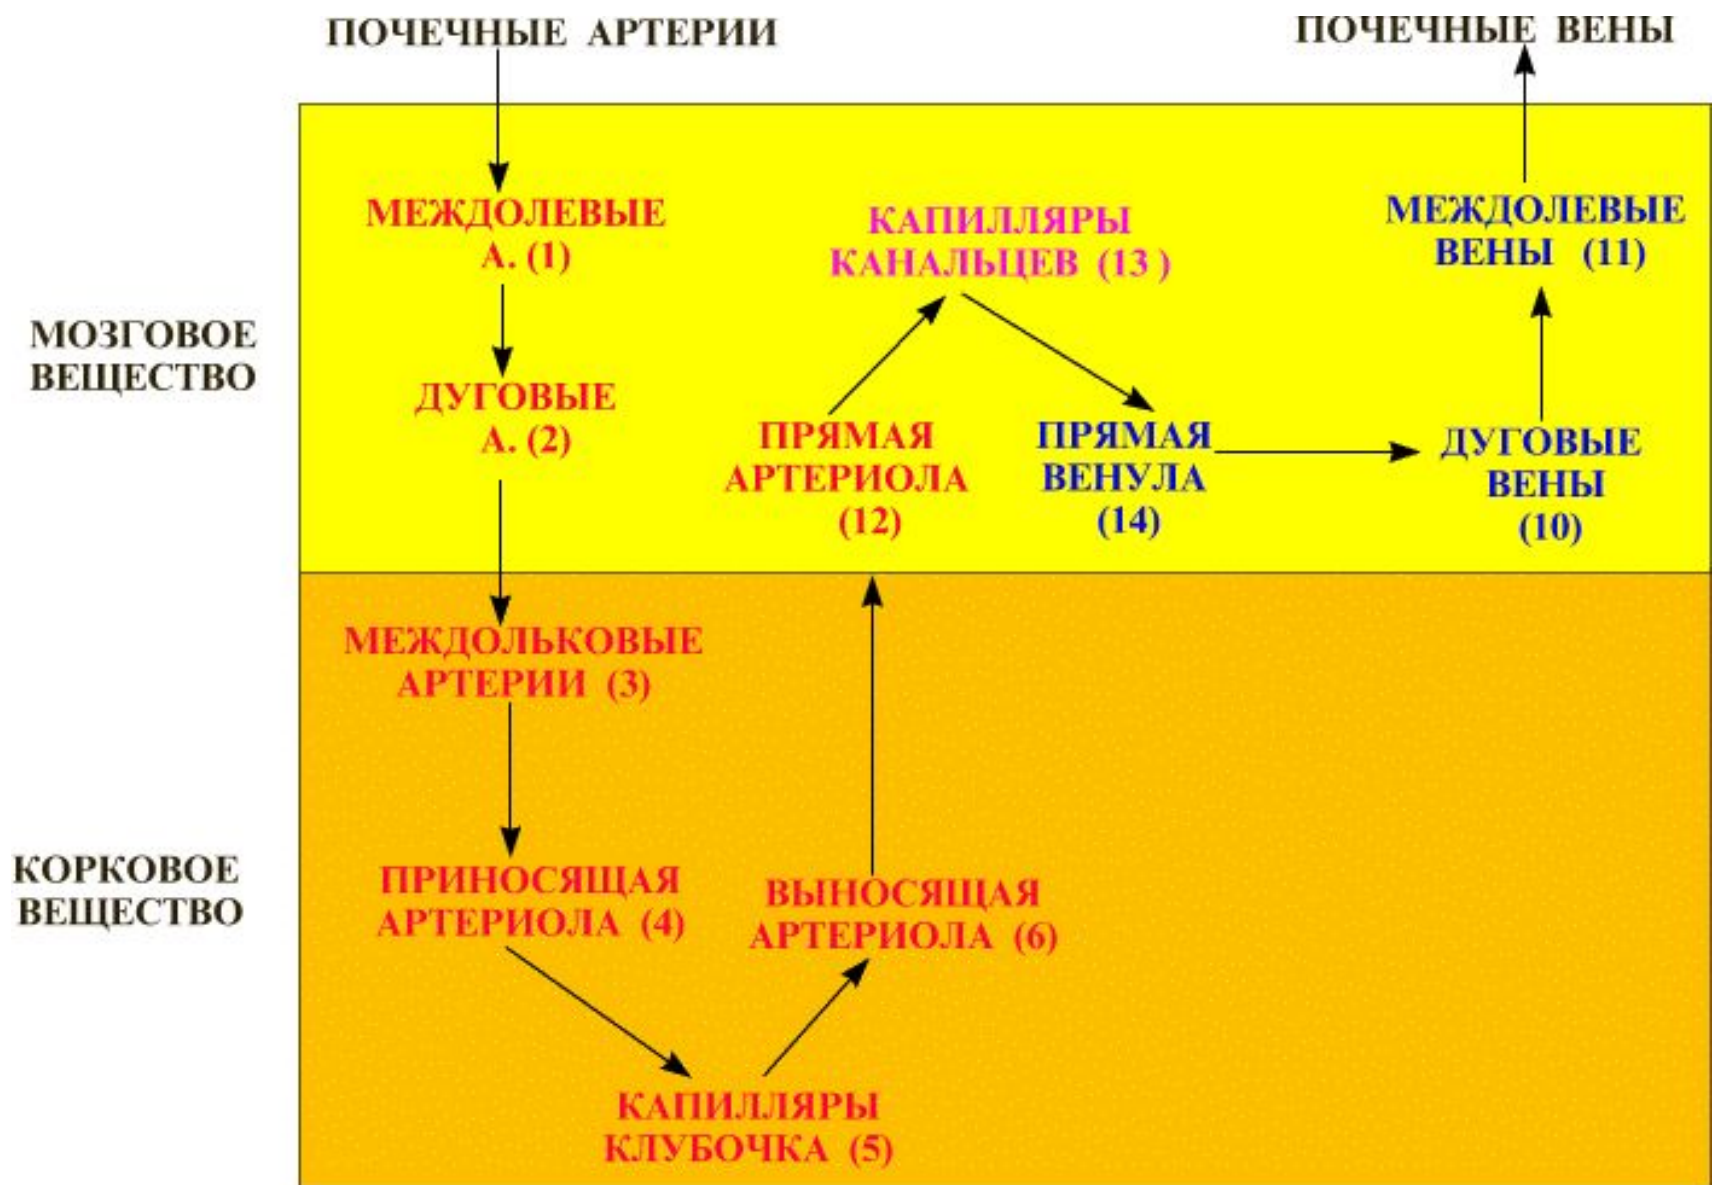 ПОЧЕЧНЫЕ АРТЕРИИ
ПОЧЕЧНЫЕ ВЕНЫ
МЕЖДОЛЕВЫЕ
А. (1)
КАПИЛЛЯРЫ
КАНАЛЬЦЕВ (13 )
МЕЖДОЛЕВЫЕ
ВЕНЫ (11)
МОЗГОВОЕ
ВЕЩЕСТВО
ДУГОВЫЕ
А. (2)
ПРЯМАЯ
АРТЕРИОЛА
(12)
ПРЯМАЯ
ВЕНУЛА
(14)
ДУГОВЫЕ
ВЕНЫ
(10)
МЕЖДОЛЬКОВЫЕ
АРТЕРИИ (3)
КОРКОВОЕ
ВЕЩЕСТВО
ПРИНОСЯЩАЯ
АРТЕРИОЛА (4)
ВЫНОСЯЩАЯ
АРТЕРИОЛА (6)
КАПИЛЛЯРЫ
КЛУБОЧКА (5)